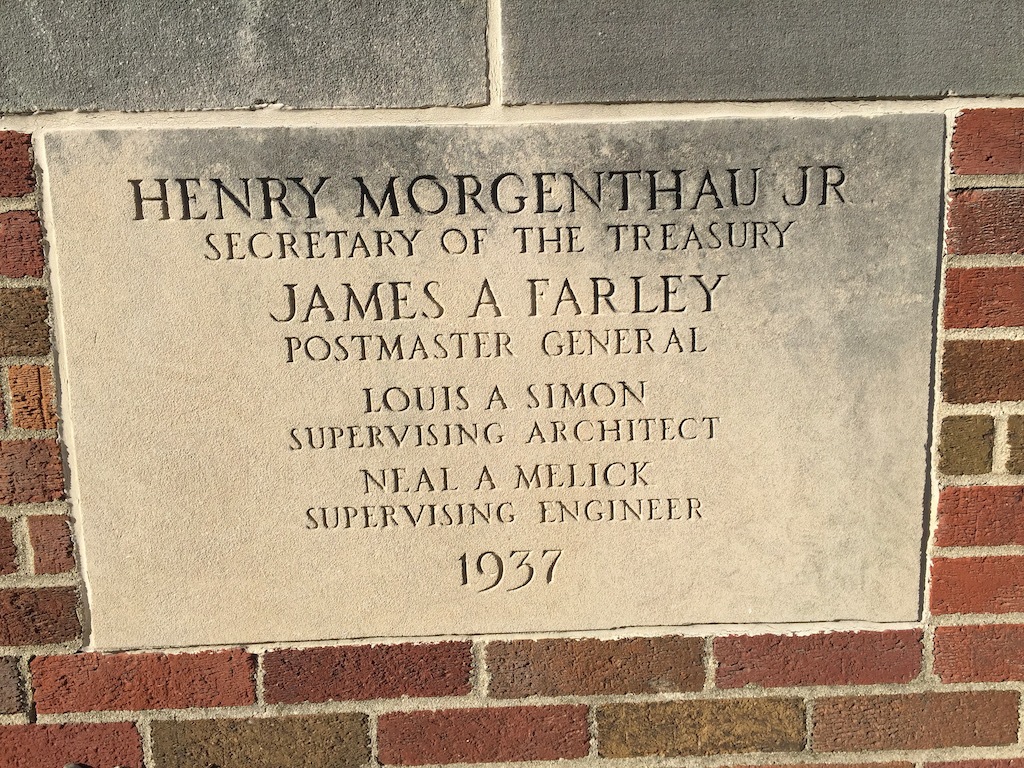 HENRY MORGENTHAU JR
SECRETARY OF THE TREASURY
JAMES A FARLEY
POSTMASTER GENERAL
LOUIS A SIMON
SUPERVISING ARCHITECT
NEAL A MELICK
SUPERVISING ENGINEER
1937